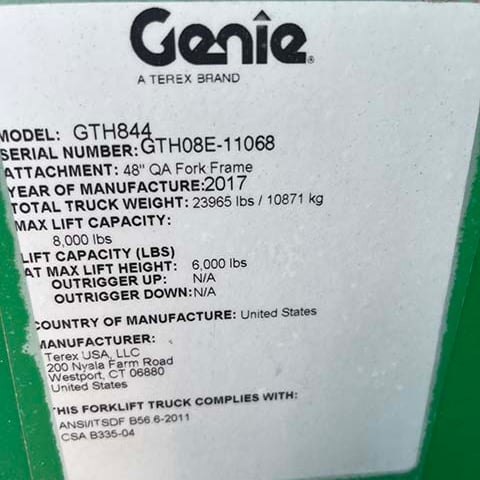 Genie
A TEREX BRAND
MODEL: GTH844
SERIAL NUMBER: GTH08E-11068
ATTACHMENT: 48" QA Fork Frame
YEAR OF MANUFACTURE: 2017
TOTAL TRUCK WEIGHT: 23965 lbs / 10871 kg
MAX LIFT CAPACITY:
8,000 lbs
LIFT CAPACITY (LBS)
AT MAX LIFT HEIGHT: 6,000 lbs
OUTRIGGER UP: N/A
OUTRIGGER DOWN: N/A
COUNTRY OF MANUFACTURE: United States
MANUFACTURER:
Terex USA, LLC
200 Nyala Farm Road
Westport, CT 06880
United States
THIS FORKLIFT TRUCK COMPLIES WITH:
ANSI/ITSDF B56.6-2011
CSA B335-04